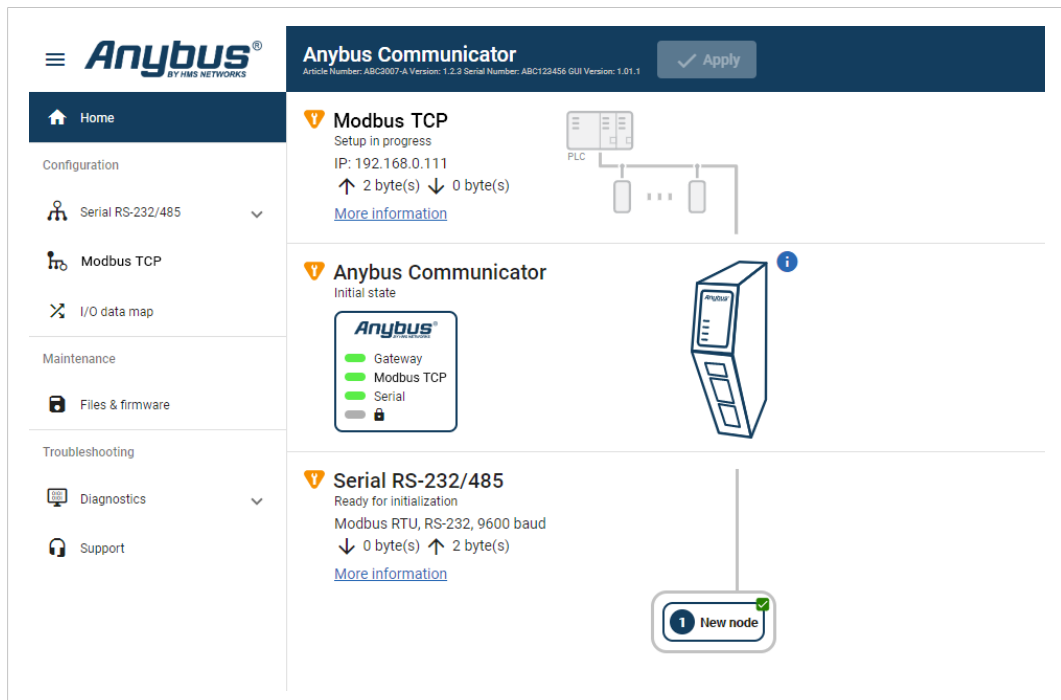 Anybus®
BY HMS NETWORKS
Anybus Communicator
Article Number: ABC3007-A Version: 1.2.3 Serial Number: ABC123456 GUI Version: 1.01.1
Apply
Home
Configuration
Serial RS-232/485
Modbus TCP
I/O data map
Maintenance
Files & firmware
Troubleshooting
Diagnostics
Support
Modbus TCP
Setup in progress
IP: 192.168.0.111
2 byte(s) 0 byte(s)
More information
PLC
Anybus Communicator
Initial state
Anybus®
BY HMS NETWORKS
Gateway
Modbus TCP
Serial
Anybus
i
Serial RS-232/485
Ready for initialization
Modbus RTU, RS-232, 9600 baud
0 byte(s) 2 byte(s)
More information
1 New node